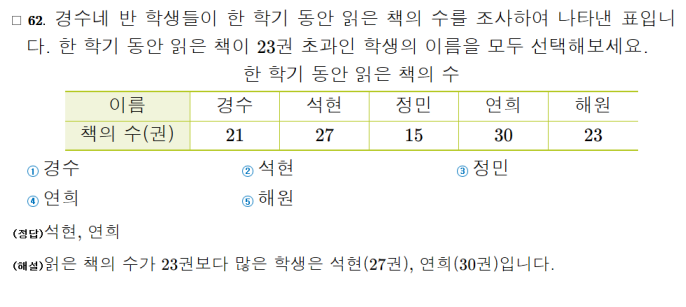 □ 62. 경수네 반 학생들이 한 학기 동안 읽은 책의 수를 조사하여 나타낸 표입니
다. 한 학기 동안 읽은 책이 23권 초과인 학생의 이름을 모두 선택해보세요.
한 학기 동안 읽은 책의 수
이름 경수 석현 정민 연희 해원
책의 수(권) 21 27 15 30 23
① 경수 ② 석현 ③ 정민
④ 연희 ⑤ 해원
(정답)석현, 연희
(해설)읽은 책의 수가 23권보다 많은 학생은 석현(27권), 연희(30권)입니다.